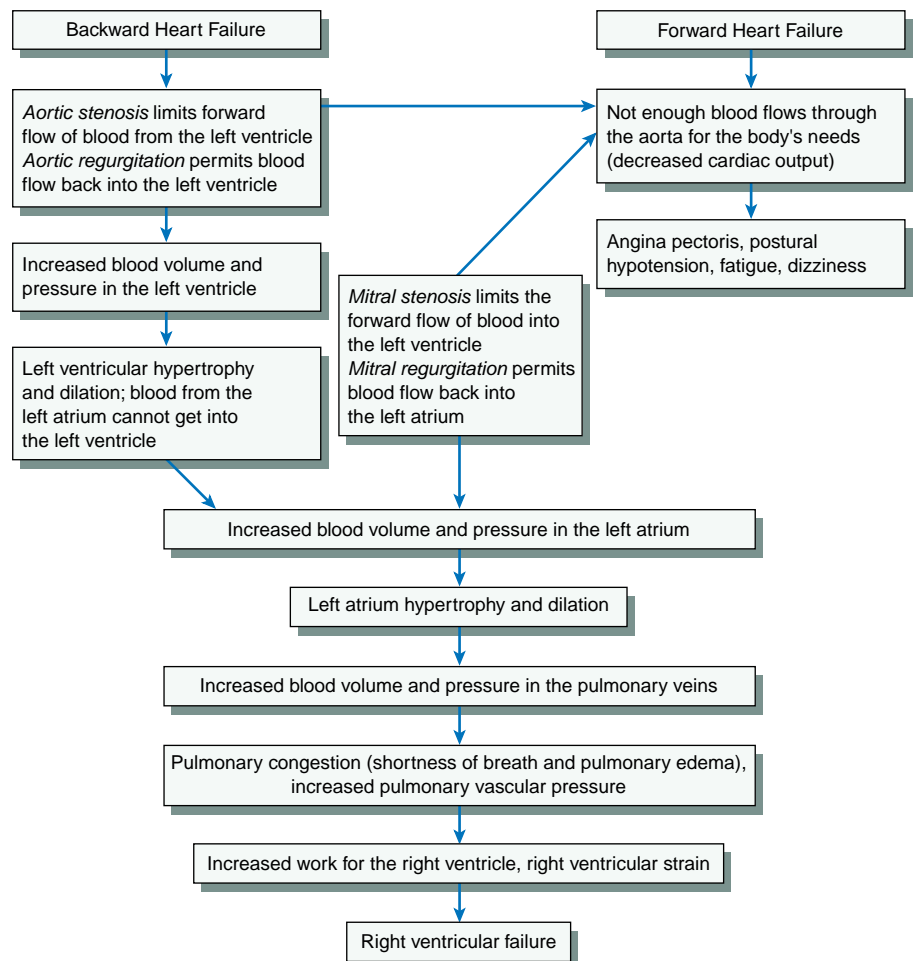 Backward Heart Failure
Aortic stenosis limits forward
flow of blood from the left ventricle
Aortic regurgitation permits blood
flow back into the left ventricle
Increased blood volume and
pressure in the left ventricle
Left ventricular hypertrophy
and dilation; blood from the
left atrium cannot get into
the left ventricle
Forward Heart Failure
Not enough blood flows through
the aorta for the body's needs
(decreased cardiac output)
Angina pectoris, postural
hypotension, fatigue, dizziness
Mitral stenosis limits the
forward flow of blood into
the left ventricle
Mitral regurgitation permits
blood flow back into
the left atrium
Increased blood volume and pressure in the left atrium
Left atrium hypertrophy and dilation
Increased blood volume and pressure in the pulmonary veins
Pulmonary congestion (shortness of breath and pulmonary edema),
increased pulmonary vascular pressure
Increased work for the right ventricle, right ventricular strain
Right ventricular failure